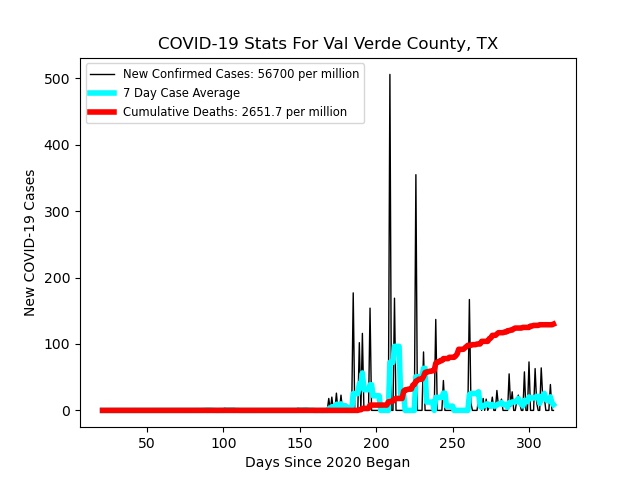 COVID-19 Stats For Val Verde County, TX
New Confirmed Cases: 56700 per million
7 Day Case Average
Cumulative Deaths: 2651.7 per million
New COVID-19 Cases
500
400
300
200
100
0
50 100 150 200 250 300
Days Since 2020 Began